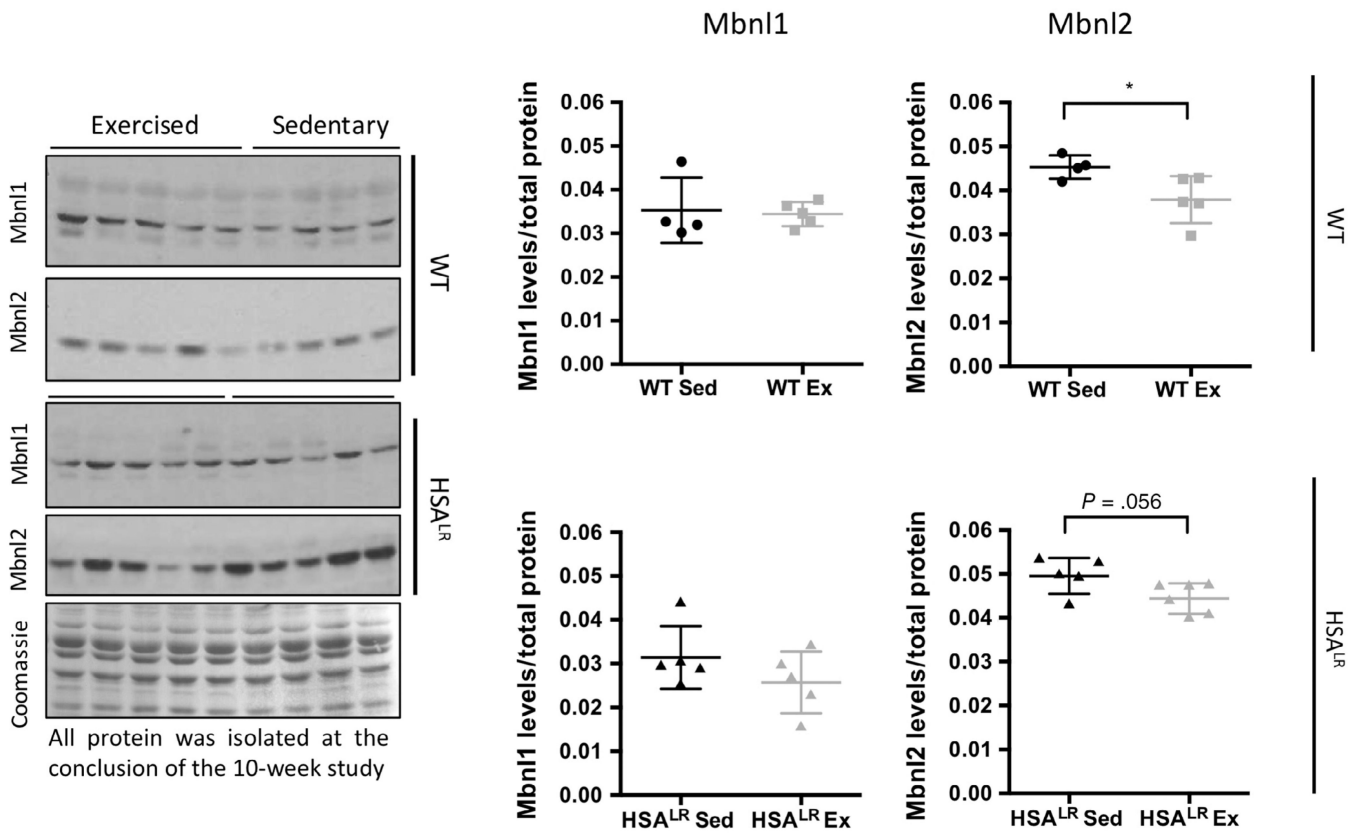 Mbnl1
Mbnl2
Exercised
Sedentary
Mbnl1
Mbnl2
WT
Mbnl1
Mbnl2
HSALR
Coomassie
All protein was isolated at the
conclusion of the 10-week study
Mbnl1 levels/total protein
0.06
0.05
0.04
0.03
0.02
0.01
0.00
WT Sed
WT Ex
Mbnl2 levels/total protein
0.06
0.05
0.04
0.03
0.02
0.01
0.00
*
WT Sed
WT Ex
WT
Mbnl1 levels/total protein
0.06
0.05
0.04
0.03
0.02
0.01
0.00
HSALR Sed
HSALR Ex
Mbnl2 levels/total protein
0.06
0.05
0.04
0.03
0.02
0.01
0.00
P = .056
HSALR Sed
HSALR Ex
HSALR